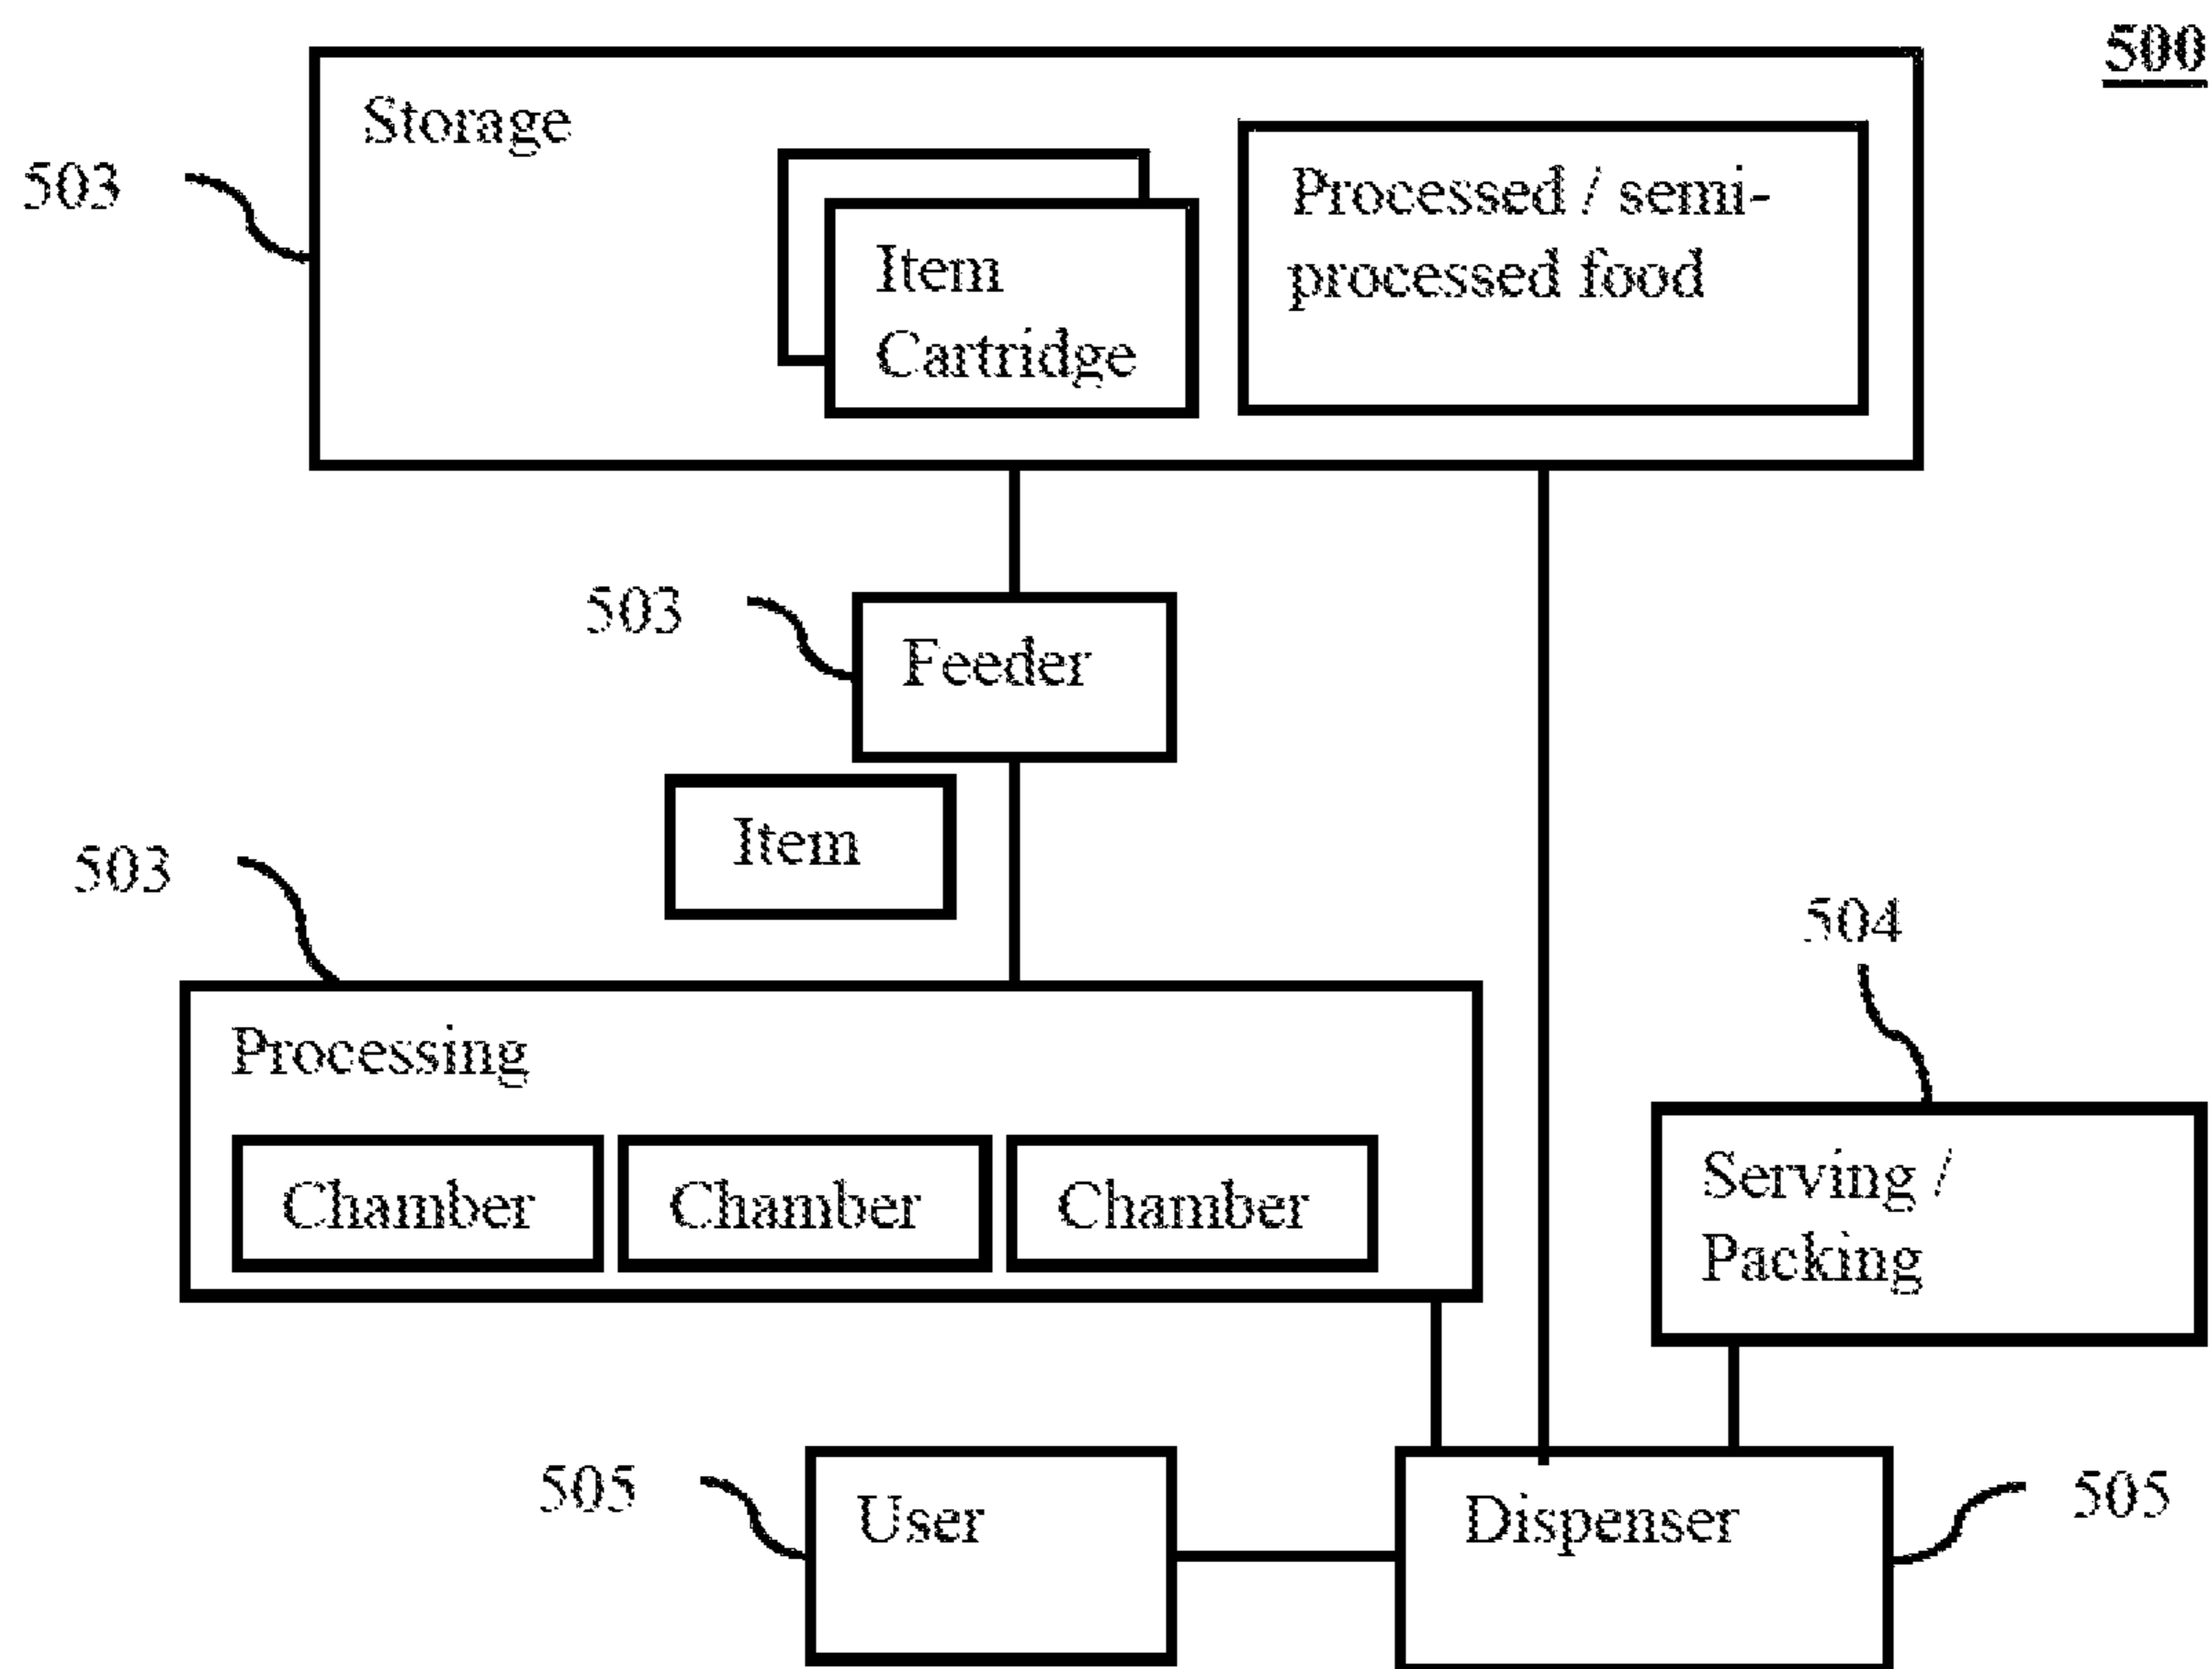 500
Storage
503
Processed / semi-
processed food
Item
Cartridge
503
Feeder
Item
503
504
Processing
Chamber
Chamber
Chamber
Serving /
Packing
505
User
Dispenser
505